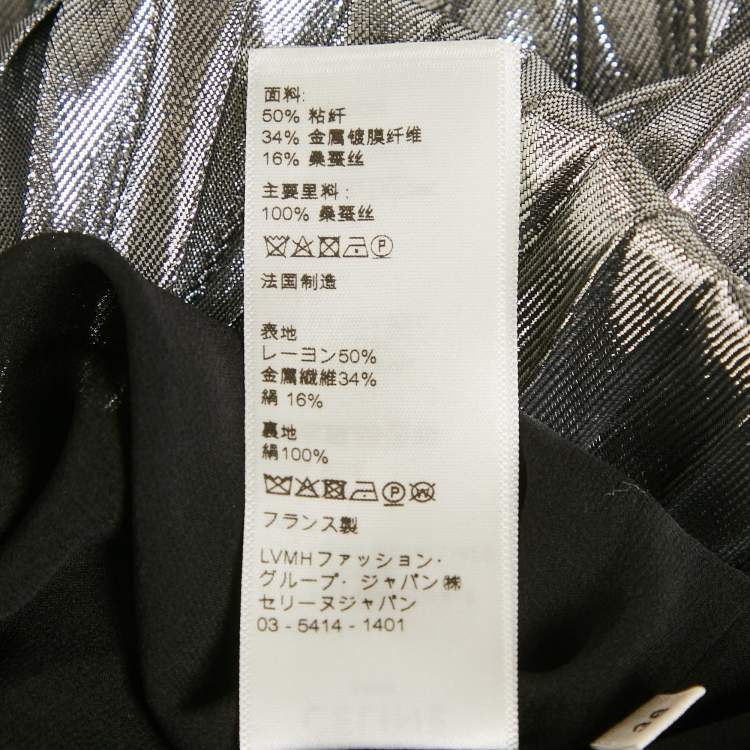 面料:
50% 粘纤
34% 金属镀膜纤维
16% 桑蚕丝
主要里料:
100% 桑蚕丝
P
法国制造
表地
レーヨン50%
金属繊維34%
絹 16%
裏地
絹100%
P W
フランス製
LVMHファッション·
グループ· ジャパン㈱
セリーヌジャパン
03 - 5414 - 1401